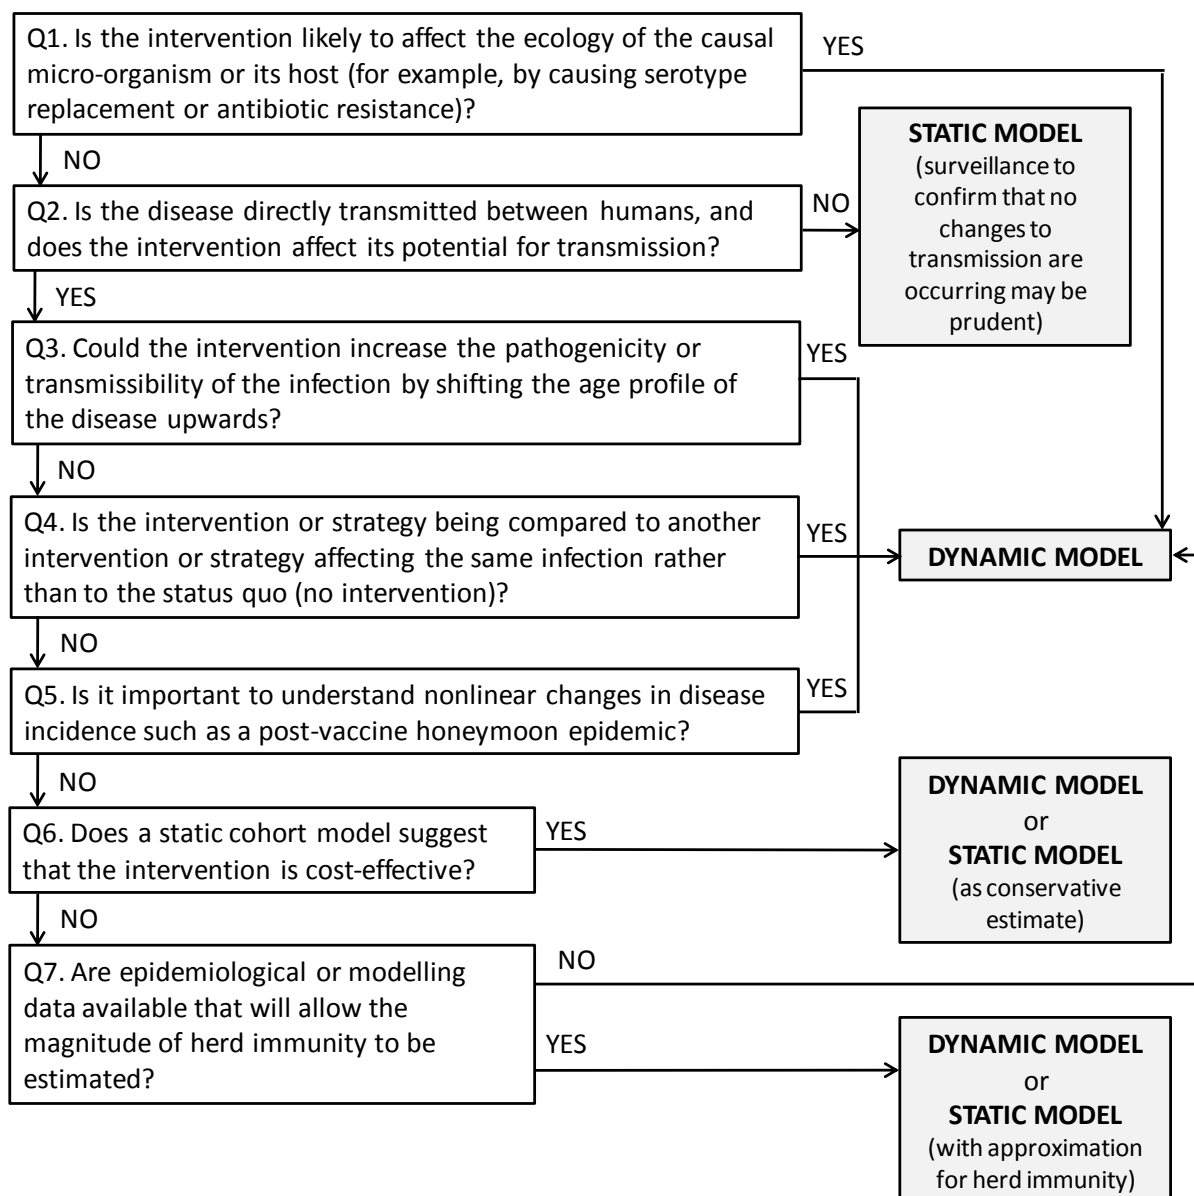 Q1. Is the intervention likely to affect the ecology of the causal
micro-organism or its host (for example, by causing serotype
replacement or antibiotic resistance)?
YES
NO
STATIC MODEL
(surveillance to
confirm that no
changes to
transmission are
occurring may be
prudent)
Q2. Is the disease directly transmitted between humans, and
does the intervention affect its potential for transmission?
NO
YES
Q3. Could the intervention increase the pathogenicity or
transmissibility of the infection by shifting the age profile of
the disease upwards?
YES
NO
Q4. Is the intervention or strategy being compared to another
intervention or strategy affecting the same infection rather
than to the status quo (no intervention)?
YES
DYNAMIC MODEL
NO
Q5. Is it important to understand nonlinear changes in disease
incidence such as a post-vaccine honeymoon epidemic?
YES
NO
Q6. Does a static cohort model suggest
that the intervention is cost-effective?
YES
DYNAMIC MODEL
or
STATIC MODEL
(as conservative
estimate)
NO
Q7. Are epidemiological or modelling
data available that will allow the
magnitude of herd immunity to be
estimated?
NO
YES
DYNAMIC MODEL
or
STATIC MODEL
(with approximation
for herd immunity)